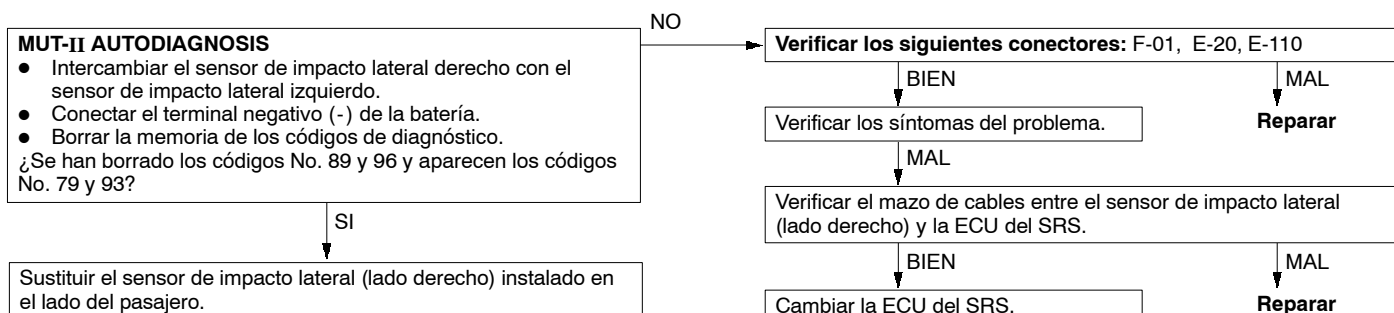 MUT-II AUTODIAGNOSIS
● Intercambiar el sensor de impacto lateral derecho con el
sensor de impacto lateral izquierdo.
● Conectar el terminal negativo (-) de la batería.
● Borrar la memoria de los códigos de diagnóstico.
¿Se han borrado los códigos No. 89 y 96 y aparecen los códigos
No. 79 y 93?
SI
Sustituir el sensor de impacto lateral (lado derecho) instalado en
el lado del pasajero.
NO
Verificar los siguientes conectores: F-01, E-20, E-110
BIEN
MAL
Verificar los síntomas del problema.
Reparar
MAL
Verificar el mazo de cables entre el sensor de impacto lateral
(lado derecho) y la ECU del SRS.
BIEN
MAL
Cambiar la ECU del SRS.
Reparar